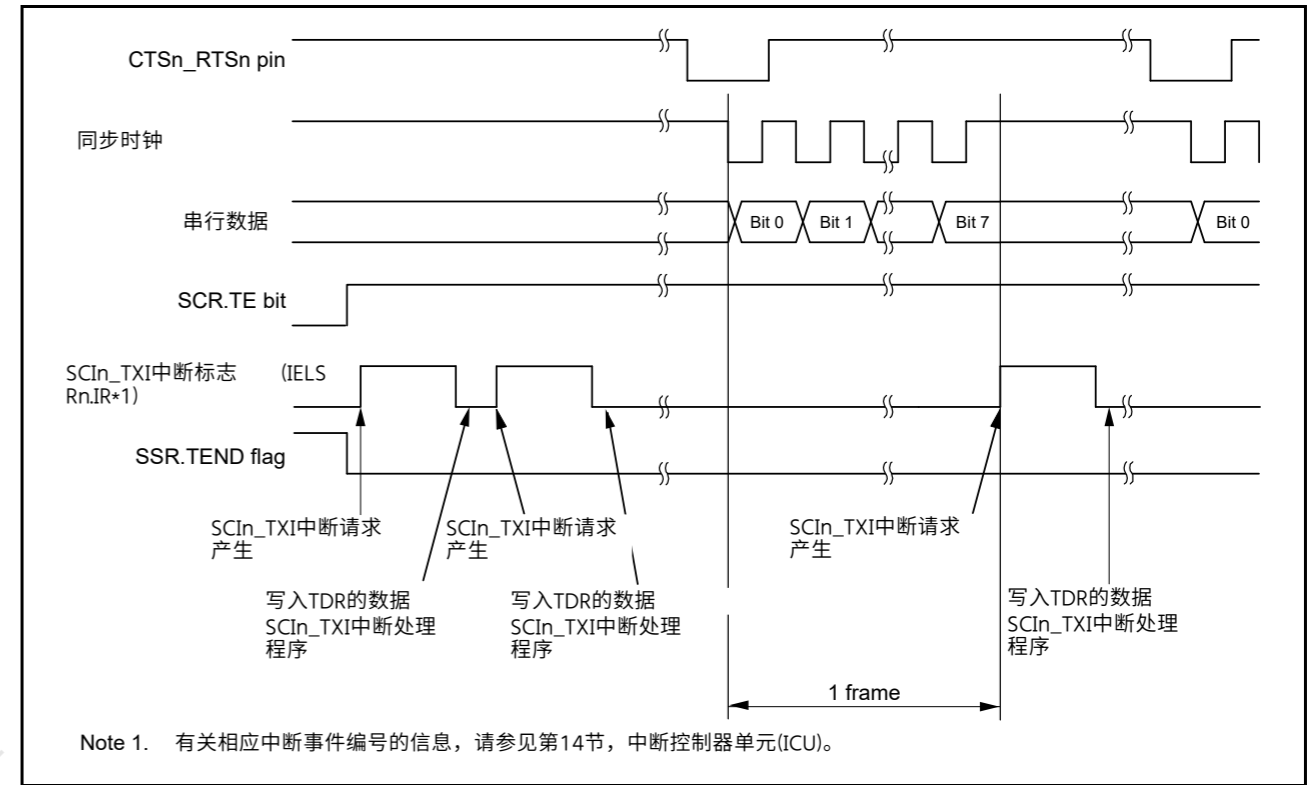 CTSn_RTSn pin
同步时钟
串行数据
Bit 0
Bit 1
Bit 7
Bit 0
SCR.TE bit
SCIn_TXI中断标志 (IELS
Rn.IR*1)
SSR.TEND flag
SCIn_TXI中断请求
产生
SCIn_TXI中断请求
产生
SCIn_TXI中断请求
产生
写入TDR的数据
SCIn_TXI中断处理
程序
写入TDR的数据
SCIn_TXI中断处理
程序
写入TDR的数据
SCIn_TXI中断处理
程序
1 frame
Note 1. 有关相应中断事件编号的信息，请参见第14节，中断控制器单元(ICU)。